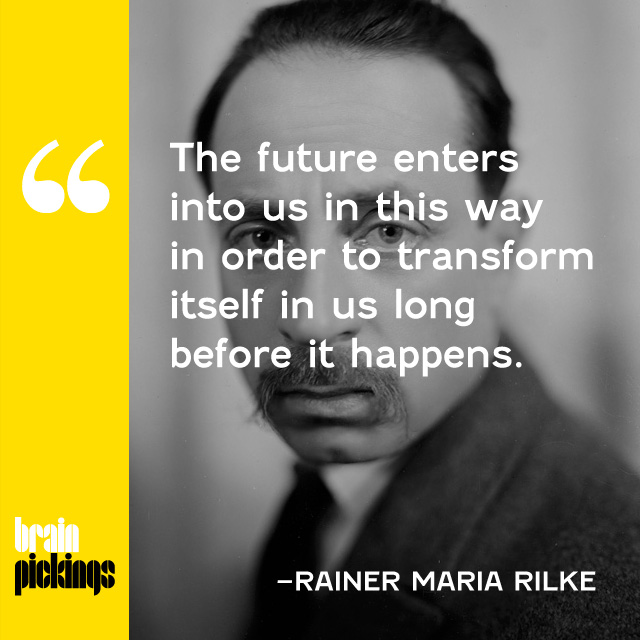 “
The future enters
into us in this way
in order to transform
itself in us long
before it happens.
–RAINER MARIA RILKE
brain
pickings